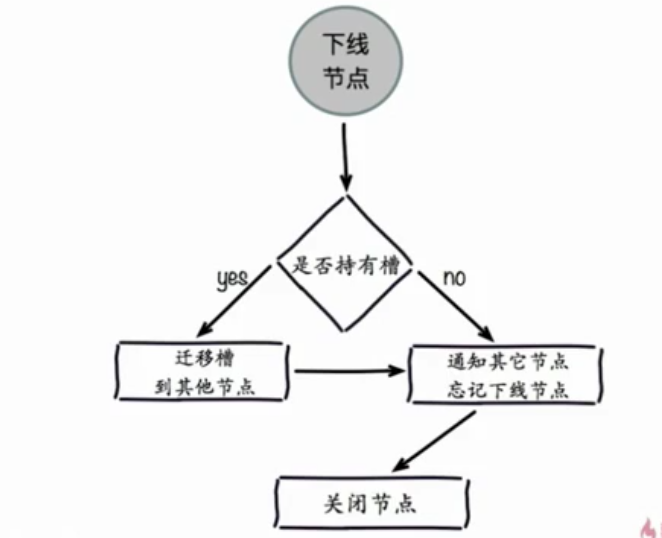 下线
节点
是否持有槽
yes
no
迁移槽
到其他节点
通知其它节点
忘记下线节点
关闭节点